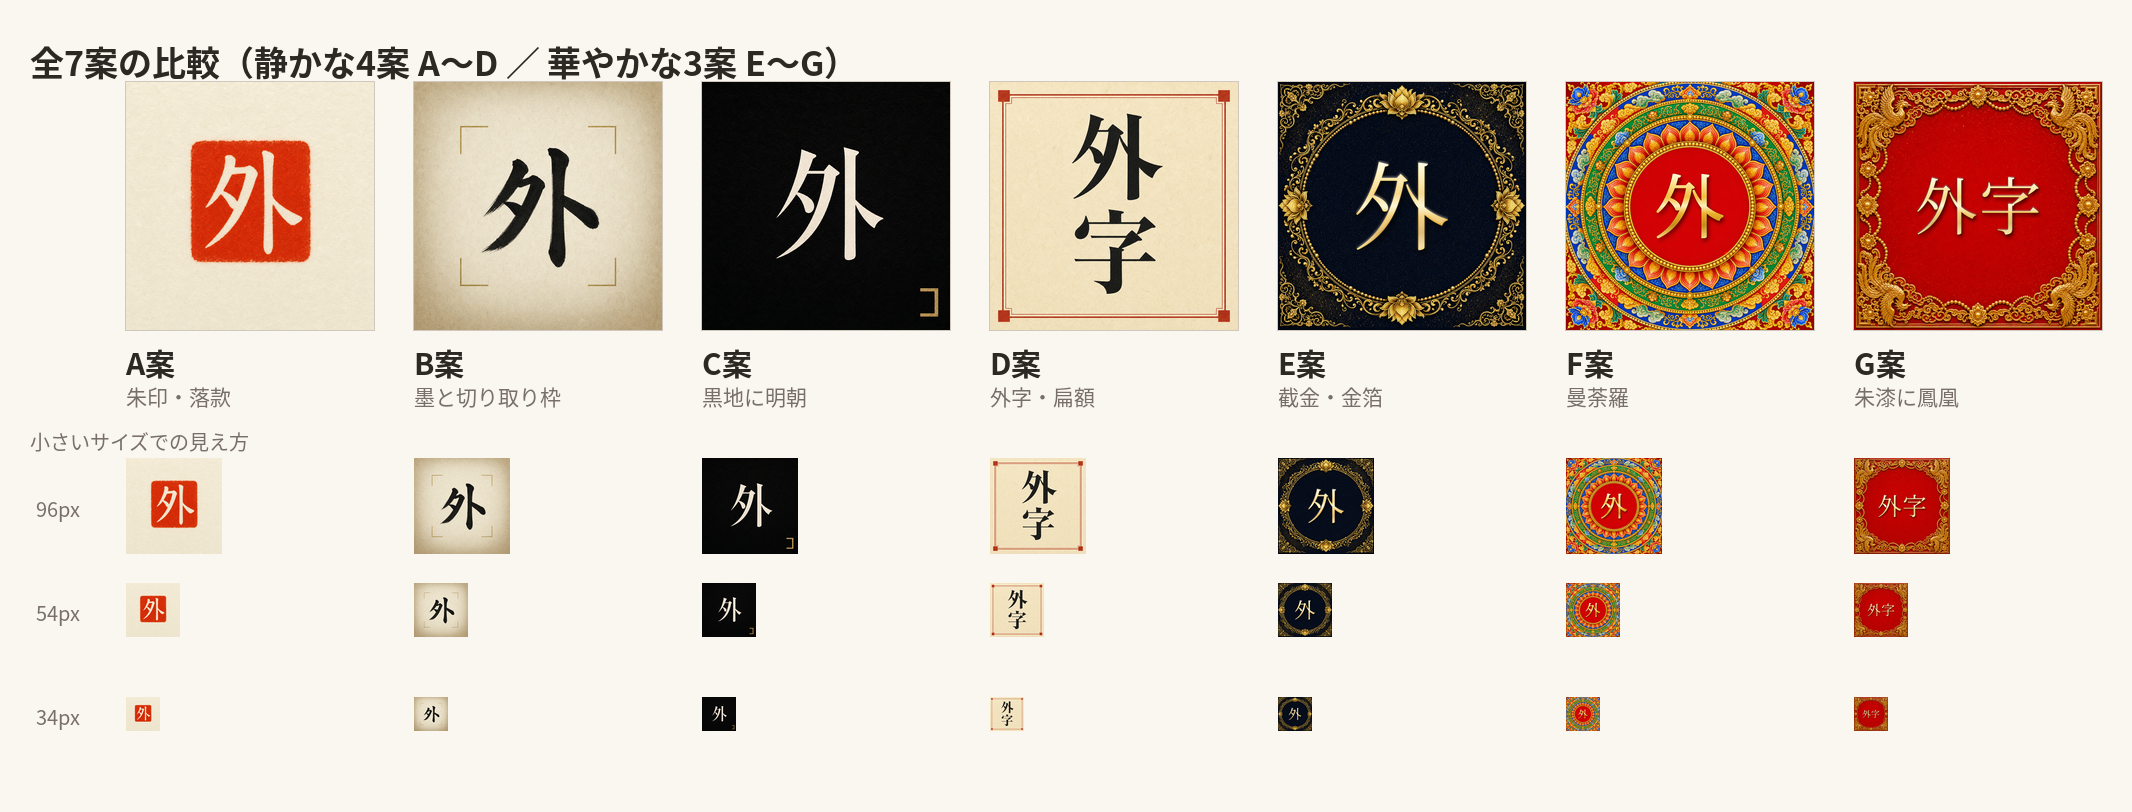 全7案の比較（静かな4案 A〜D ／ 華やかな3案 E〜G）
外
外
外
外
字
外
外
外字
A案
朱印・落款
B案
墨と切り取り枠
C案
黒地に明朝
D案
外字・扁額
E案
截金・金箔
F案
曼荼羅
G案
朱漆に鳳凰
小さいサイズでの見え方
96px
外
外
外
外
字
外
外
外字
54px
外
外
外
外
字
外
外
外字
34px
外
外
外
外
字
外
外
外字